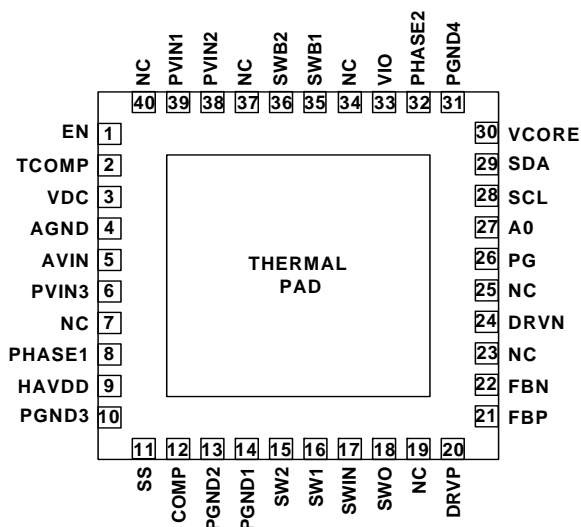 NC
PVIN1
PVIN2
NC
SWB2
SWB1
NC
VIO
PHASE2
PGND4
40 39 38 37 36 35 34 33 32 31
EN 1
TCOMP 2
VDC 3
AGND 4
AVIN 5
PVIN3 6
NC 7
PHASE1 8
HAVDD 9
PGND3 10
THERMAL
PAD
30 VCORE
29 SDA
28 SCL
27 A0
26 PG
25 NC
24 DRVN
23 NC
22 FBN
21 FBP
11 12 13 14 15 16 17 18 19 20
SS
COMP
PGND2
PGND1
SW2
SW1
SWIN
SWO
NC
DRVP